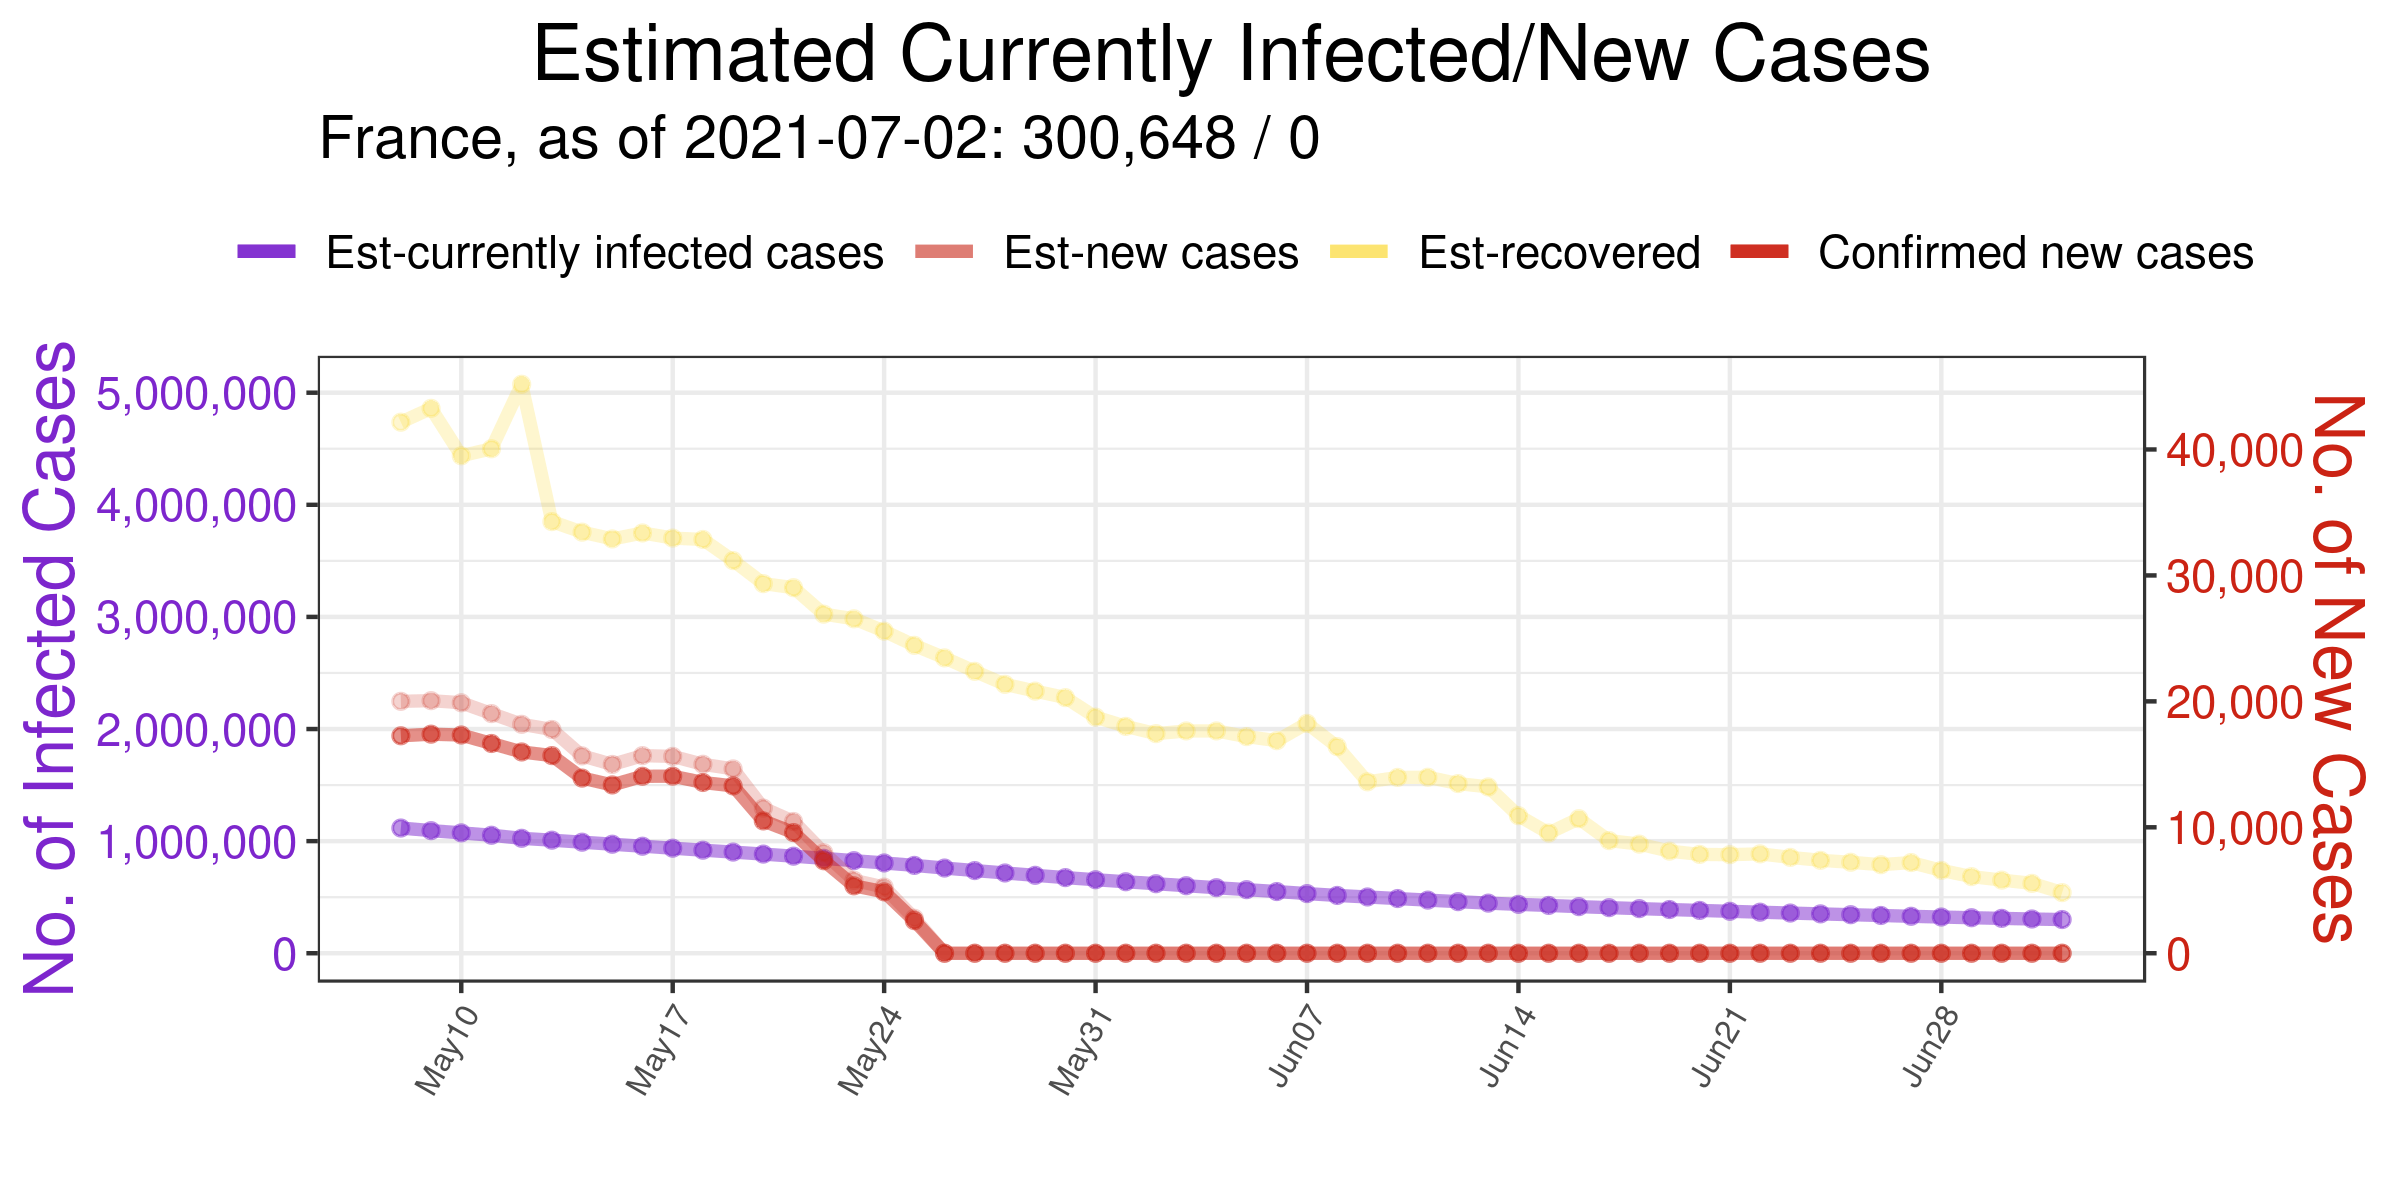 Estimated Currently Infected/New Cases
France, as of 2021-07-02: 300,648 / 0
Est-currently infected cases Est-new cases Est-recovered Confirmed new cases
No. of Infected Cases
5,000,000
4,000,000
3,000,000
2,000,000
1,000,000
0
40,000
30,000
20,000
10,000
0
No. of New Cases
May10 May17 May24 May31 Jun07 Jun14 Jun21 Jun28